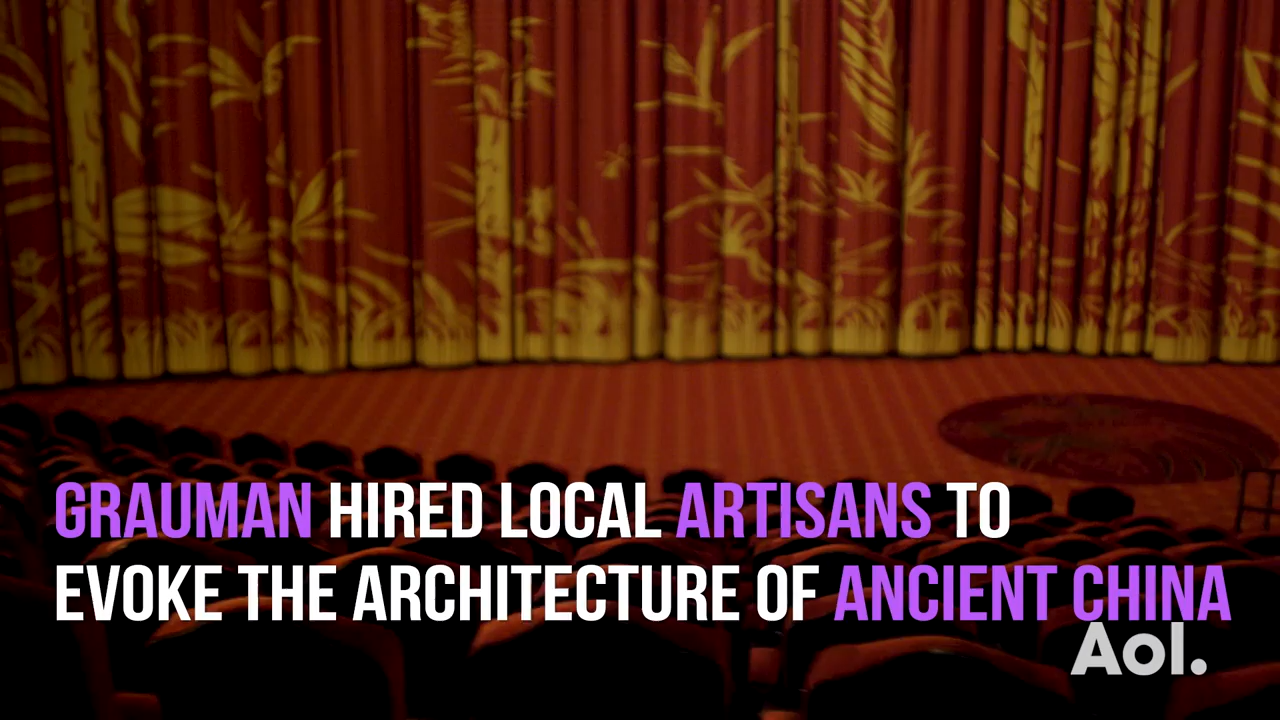 GRAUMAN HIRED LOCAL ARTISANS TO
EVOKE THE ARCHITECTURE OF ANCIENT CHINA
Aol.